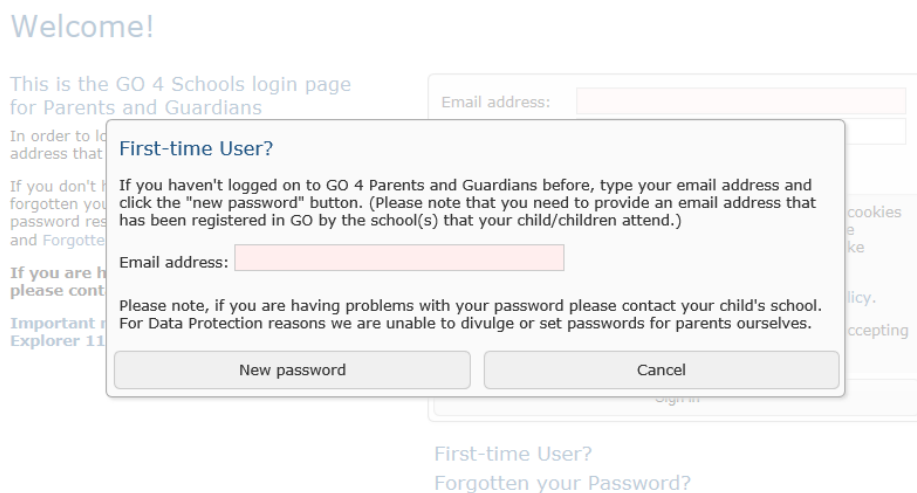 Welcome!
This is the GO 4 Schools login page
for Parents and Guardians
In order to lo
address that
If you don't h
forgotten you
password res
and Forgotte
If you are h
please cont
Important
Explorer 11
Email address:
cookies
e
ke
licy.
ccepting
First-time User?
If you haven't logged on to GO 4 Parents and Guardians before, type your email address and
click the "new password" button. (Please note that you need to provide an email address that
has been registered in GO by the school(s) that your child/children attend.)
Email address:
Please note, if you are having problems with your password please contact your child's school.
For Data Protection reasons we are unable to divulge or set passwords for parents ourselves.
New password
Cancel
Sign in
First-time User?
Forgotten your Password?